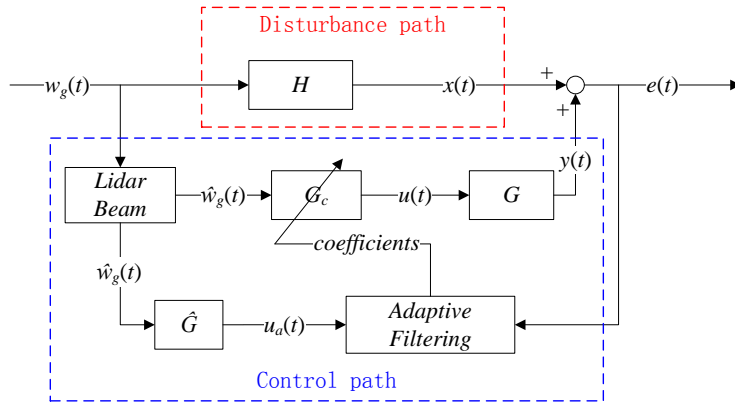 Disturbance path
w_g(t)
H
x(t)
+
e(t)
+
y(t)
Lidar
Beam
ŵ_g(t)
G_c
u(t)
G
coefficients
ŵ_g(t)
Ĝ
u_a(t)
Adaptive
Filtering
Control path